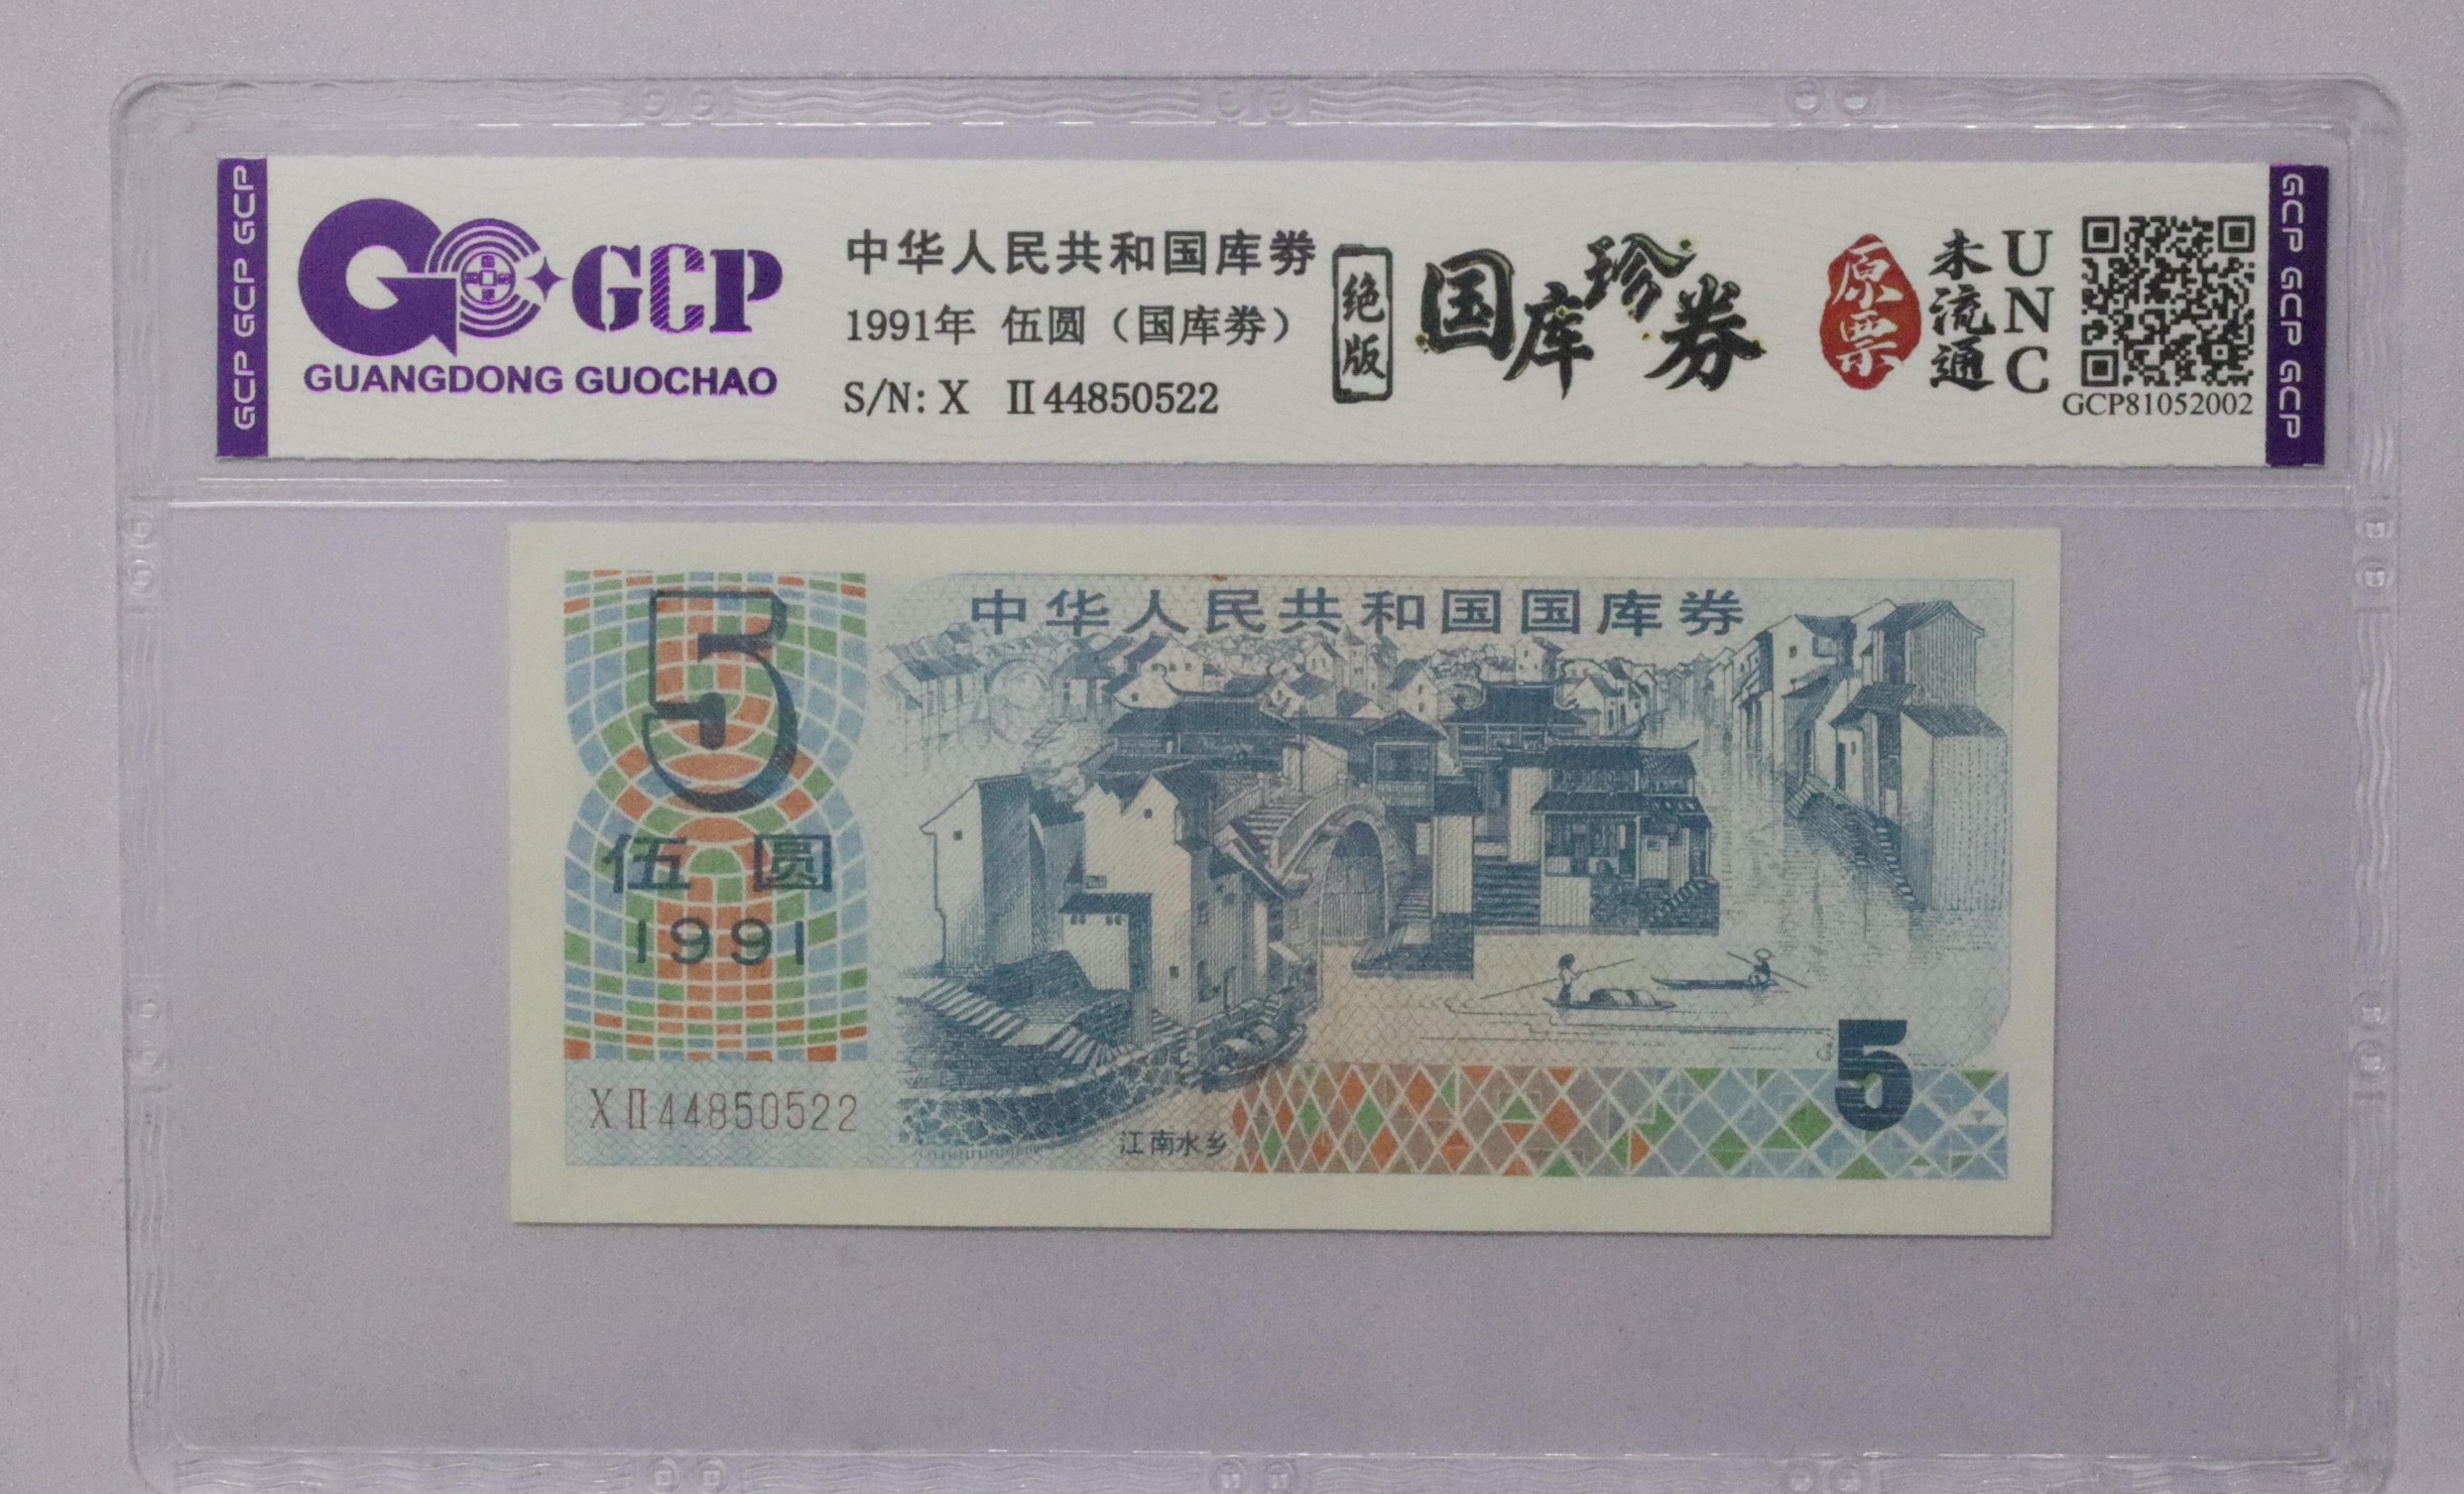 GCP GCP GCP
GCP
GUANGDONG GUOCHAO
中华人民共和国库券
1991年 伍圆（国库券）
S/N: X Ⅱ44850522
绝版
国库珍券
原票
未流通
UNC
GCP81052002
GCP GCP GCP
5
伍圆
1991
XⅡ44850522
中华人民共和国国库券
江南水乡
5